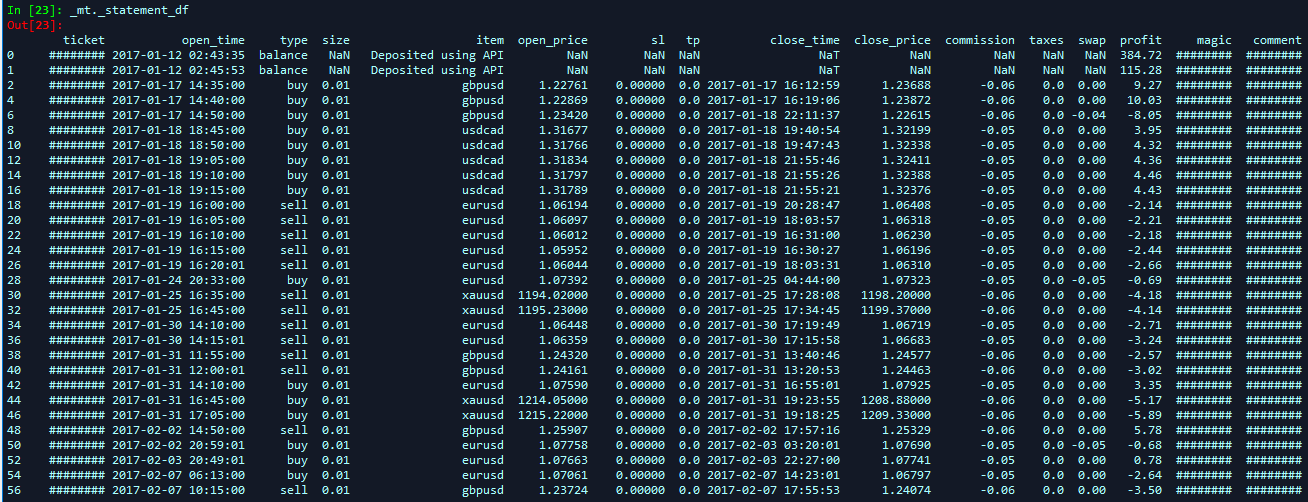 In [23]: _mt._statement_df
Out[23]:
ticket open_time type size item open_price sl tp close_time close_price commission taxes swap profit magic comment
0 ######## 2017-01-12 02:43:35 balance NaN Deposited using API NaN NaN NaN NaT NaN NaN NaN NaN 384.72 ######## ########
1 ######## 2017-01-12 02:45:53 balance NaN Deposited using API NaN NaN NaN NaT NaN NaN NaN NaN 115.28 ######## ########
2 ######## 2017-01-17 14:35:00 buy 0.01 gbpusd 1.22761 0.00000 0.0 2017-01-17 16:12:59 1.23688 -0.06 0.0 0.00 9.27 ######## ########
4 ######## 2017-01-17 14:40:00 buy 0.01 gbpusd 1.22869 0.00000 0.0 2017-01-17 16:19:06 1.23872 -0.06 0.0 0.00 10.03 ######## ########
6 ######## 2017-01-17 14:50:00 buy 0.01 gbpusd 1.23420 0.00000 0.0 2017-01-18 22:11:37 1.22615 -0.06 0.0 -0.04 -8.05 ######## ########
8 ######## 2017-01-18 18:45:00 buy 0.01 usdcad 1.31677 0.00000 0.0 2017-01-18 19:40:54 1.32199 -0.05 0.0 0.00 3.95 ######## ########
10 ######## 2017-01-18 18:50:00 buy 0.01 usdcad 1.31766 0.00000 0.0 2017-01-18 19:47:43 1.32338 -0.05 0.0 0.00 4.32 ######## ########
12 ######## 2017-01-18 19:05:00 buy 0.01 usdcad 1.31834 0.00000 0.0 2017-01-18 21:55:46 1.32411 -0.05 0.0 0.00 4.36 ######## ########
14 ######## 2017-01-18 19:10:00 buy 0.01 usdcad 1.31797 0.00000 0.0 2017-01-18 21:55:26 1.32388 -0.05 0.0 0.00 4.46 ######## ########
16 ######## 2017-01-18 19:15:00 buy 0.01 usdcad 1.31789 0.00000 0.0 2017-01-18 21:55:21 1.32376 -0.05 0.0 0.00 4.43 ######## ########
18 ######## 2017-01-19 16:00:00 sell 0.01 eurusd 1.06194 0.00000 0.0 2017-01-19 20:28:47 1.06408 -0.05 0.0 0.00 -2.14 ######## ########
20 ######## 2017-01-19 16:05:00 sell 0.01 eurusd 1.06097 0.00000 0.0 2017-01-19 18:03:57 1.06318 -0.05 0.0 0.00 -2.21 ######## ########
22 ######## 2017-01-19 16:10:00 sell 0.01 eurusd 1.06012 0.00000 0.0 2017-01-19 16:31:00 1.06230 -0.05 0.0 0.00 -2.18 ######## ########
24 ######## 2017-01-19 16:15:00 sell 0.01 eurusd 1.05952 0.00000 0.0 2017-01-19 16:30:27 1.06196 -0.05 0.0 0.00 -2.44 ######## ########
26 ######## 2017-01-19 16:20:01 sell 0.01 eurusd 1.06044 0.00000 0.0 2017-01-19 18:03:31 1.06310 -0.05 0.0 0.00 -2.66 ######## ########
28 ######## 2017-01-24 20:33:00 buy 0.01 eurusd 1.07392 0.00000 0.0 2017-01-25 04:44:00 1.07323 -0.05 0.0 -0.05 -0.69 ######## ########
30 ######## 2017-01-25 16:35:00 sell 0.01 xauusd 1194.02000 0.00000 0.0 2017-01-25 17:28:08 1198.20000 -0.06 0.0 0.00 -4.18 ######## ########
32 ######## 2017-01-25 16:45:00 sell 0.01 xauusd 1195.23000 0.00000 0.0 2017-01-25 17:34:45 1199.37000 -0.06 0.0 0.00 -4.14 ######## ########
34 ######## 2017-01-30 14:10:00 sell 0.01 eurusd 1.06448 0.00000 0.0 2017-01-30 17:19:49 1.06719 -0.05 0.0 0.00 -2.71 ######## ########
36 ######## 2017-01-30 14:15:01 sell 0.01 eurusd 1.06359 0.00000 0.0 2017-01-30 17:15:58 1.06683 -0.05 0.0 0.00 -3.24 ######## ########
38 ######## 2017-01-31 11:55:00 sell 0.01 gbpusd 1.24320 0.00000 0.0 2017-01-31 13:40:46 1.24577 -0.06 0.0 0.00 -2.57 ######## ########
40 ######## 2017-01-31 12:00:01 sell 0.01 gbpusd 1.24161 0.00000 0.0 2017-01-31 13:20:53 1.24463 -0.06 0.0 0.00 -3.02 ######## ########
42 ######## 2017-01-31 14:10:00 buy 0.01 eurusd 1.07590 0.00000 0.0 2017-01-31 16:55:01 1.07925 -0.05 0.0 0.00 3.35 ######## ########
44 ######## 2017-01-31 16:45:00 buy 0.01 xauusd 1214.05000 0.00000 0.0 2017-01-31 19:23:55 1208.88000 -0.06 0.0 0.00 -5.17 ######## ########
46 ######## 2017-01-31 17:05:00 buy 0.01 xauusd 1215.22000 0.00000 0.0 2017-01-31 19:18:25 1209.33000 -0.06 0.0 0.00 -5.89 ######## ########
48 ######## 2017-02-02 14:50:00 sell 0.01 gbpusd 1.25907 0.00000 0.0 2017-02-02 17:57:16 1.25329 -0.06 0.0 0.00 5.78 ######## ########
50 ######## 2017-02-02 20:59:01 buy 0.01 eurusd 1.07758 0.00000 0.0 2017-02-03 03:20:01 1.07690 -0.05 0.0 -0.05 -0.68 ######## ########
52 ######## 2017-02-03 20:49:01 buy 0.01 eurusd 1.07663 0.00000 0.0 2017-02-03 22:27:00 1.07741 -0.05 0.0 0.00 0.78 ######## ########
54 ######## 2017-02-07 06:13:00 buy 0.01 eurusd 1.07061 0.00000 0.0 2017-02-07 14:23:01 1.06797 -0.05 0.0 0.00 -2.64 ######## ########
56 ######## 2017-02-07 10:15:00 sell 0.01 gbpusd 1.23724 0.00000 0.0 2017-02-07 17:55:53 1.24074 -0.06 0.0 0.00 -3.50 ######## ########